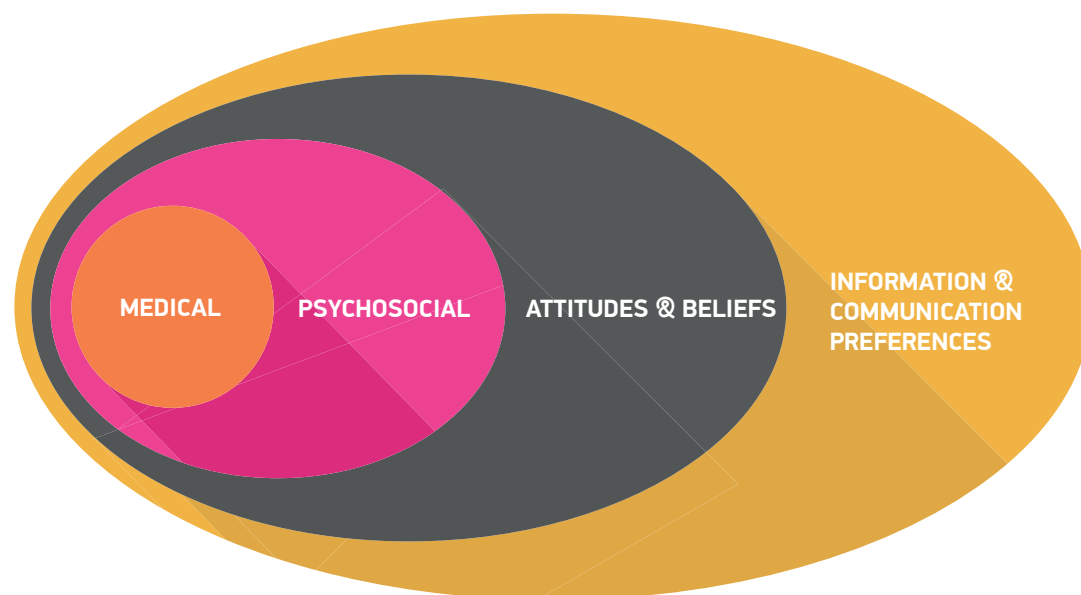 MEDICAL
PSYCHOSOCIAL
ATTITUDES & BELIEFS
INFORMATION &
COMMUNICATION
PREFERENCES